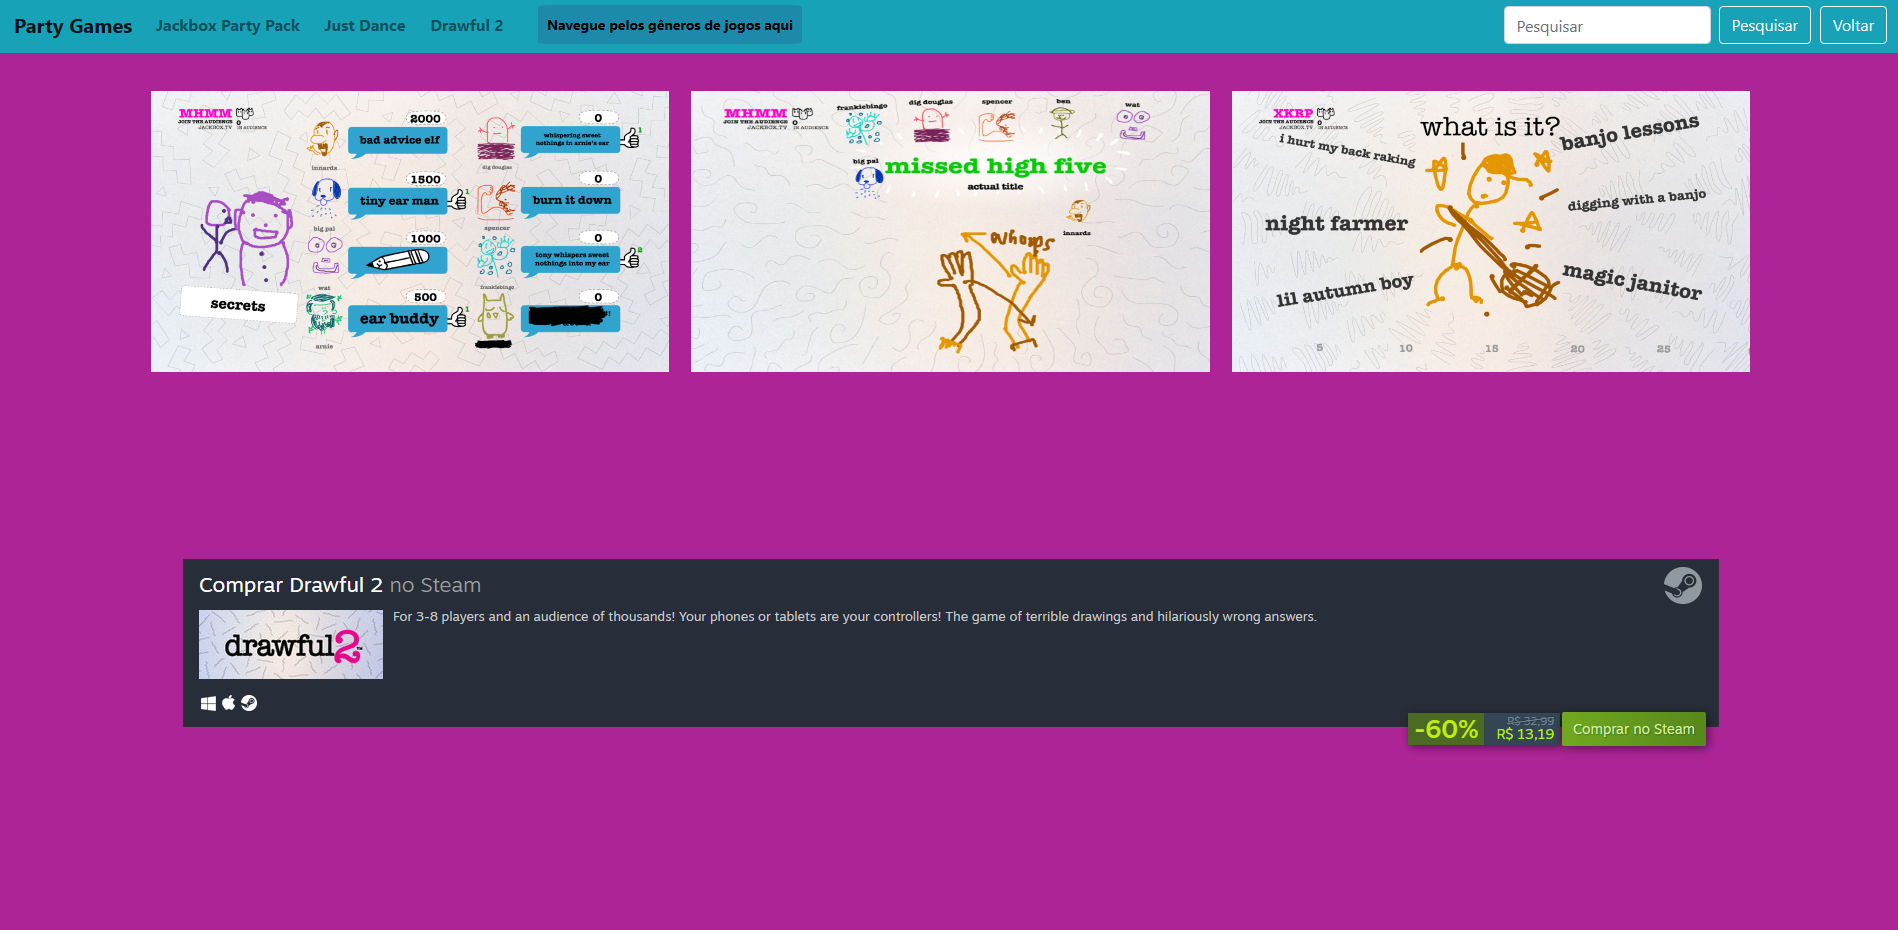 Party Games
Jackbox Party Pack
Just Dance
Drawful 2
Navegue pelos gêneros de jogos aqui
Pesquisar
Pesquisar
Voltar
MHMM
JOIN THE AUDIENCE
JACKBOX.TV
0
IN AUDIENCE
secrets
2000
bad advice elf
innards
1500
tiny ear man
1
big pal
1000
wat
500
ear buddy
1
arnie
0
whispering sweet
nothings in arnie's ear
1
dig douglas
0
burn it down
spencer
0
tony whispers sweet
nothings into my ear
2
frankiebingo
0
MHMM
JOIN THE AUDIENCE
JACKBOX.TV
0
IN AUDIENCE
frankiebingo
dig douglas
spencer
ben
wat
big pal
missed high five
actual title
innards
whoops
XKRP
JOIN THE AUDIENCE
JACKBOX.TV
0
IN AUDIENCE
what is it?
i hurt my back raking
banjo lessons
digging with a banjo
night farmer
magic janitor
lil autumn boy
5
10
15
20
25
Comprar Drawful 2 no Steam
drawful 2™
For 3-8 players and an audience of thousands! Your phones or tablets are your controllers! The game of terrible drawings and hilariously wrong answers.
-60%
R$ 32,99
R$ 13,19
Comprar no Steam